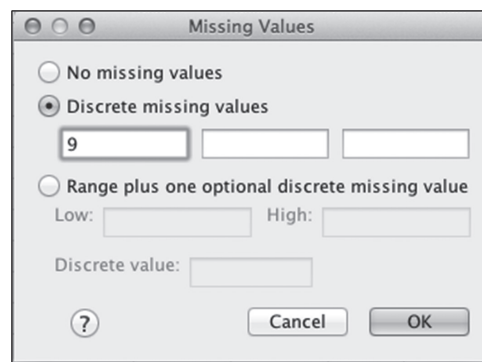 Missing Values
No missing values
Discrete missing values
9
Range plus one optional discrete missing value
Low: High:
Discrete value:
? Cancel OK